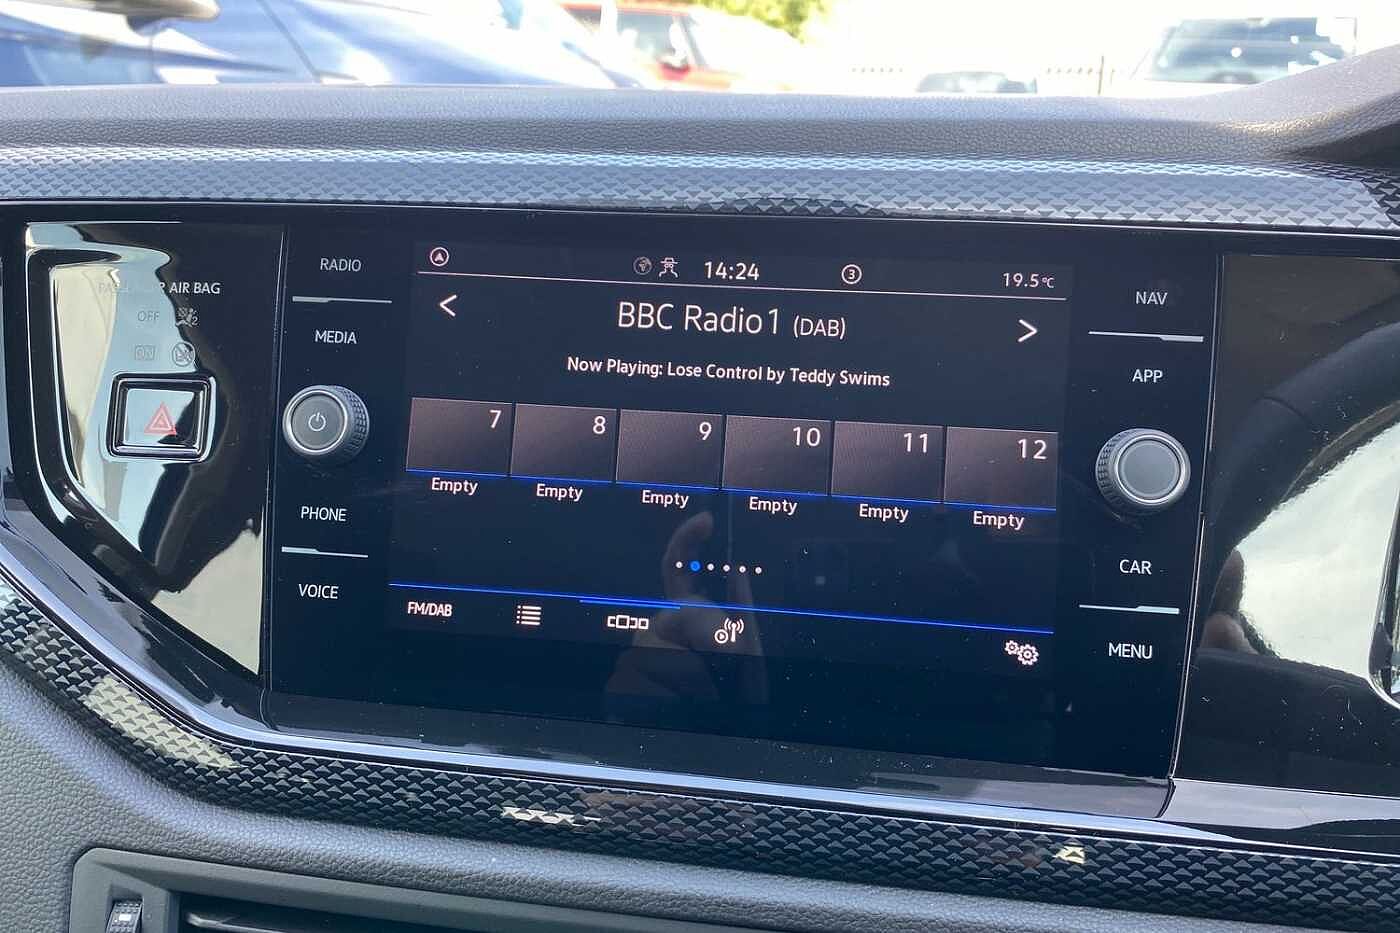 PASSENGER AIR BAG
OFF
ON
RADIO
MEDIA
PHONE
VOICE
14:24
3
19.5°C
< BBC Radio1 (DAB) >
Now Playing: Lose Control by Teddy Swims
7 8 9 10 11 12
Empty Empty Empty Empty Empty Empty
FM/DAB
NAV
APP
CAR
MENU